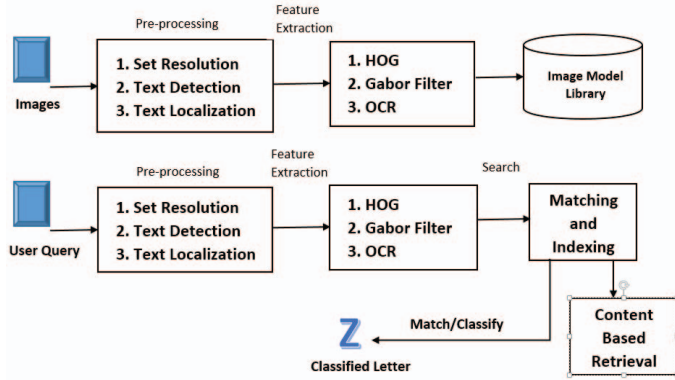 Pre-processing
Feature
Extraction
Images
1. Set Resolution
2. Text Detection
3. Text Localization
1. HOG
2. Gabor Filter
3. OCR
Image Model
Library
Pre-processing
Feature
Extraction
Search
User Query
1. Set Resolution
2. Text Detection
3. Text Localization
1. HOG
2. Gabor Filter
3. OCR
Matching
and
Indexing
Match/Classify
Z
Classified Letter
Content
Based
Retrieval